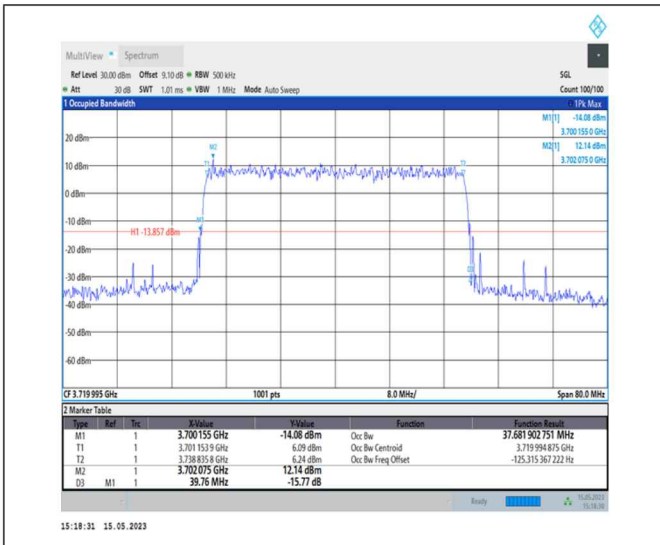 MultiView Spectrum
Ref Level 30.00 dBm Offset 9.10 dB RBW 500 kHz SGL
Att 30 dB SWT 1.01 ms VBW 1 MHz Mode Auto Sweep Count 100/100
1 Occupied Bandwidth 1Pk Max
M1[1] -14.08 dBm
3.700 155 0 GHz
20 dBm
M2[1] 12.14 dBm
3.702 075 0 GHz
M2
T1 T2
10 dBm
0 dBm
-10 dBm
M1
H1 -13.857 dBm
-20 dBm
-30 dBm
-40 dBm
-50 dBm
-60 dBm
CF 3.719 995 GHz 1001 pts 8.0 MHz/ Span 80.0 MHz
2 Marker Table
Type Ref Trc X-Value Y-Value Function Function Result
M1 1 3.700 155 GHz -14.08 dBm Occ Bw 37.681 902 751 MHz
T1 1 3.701 153 9 GHz 6.09 dBm Occ Bw Centroid 3.719 994 875 GHz
T2 1 3.738 835 8 GHz 6.24 dBm Occ Bw Freq Offset -125.315 367 222 Hz
M2 1 3.702 075 GHz 12.14 dBm
D3 M1 1 39.76 MHz -15.77 dB
Ready 15.05.2023
15:18:30
15:18:31 15.05.2023